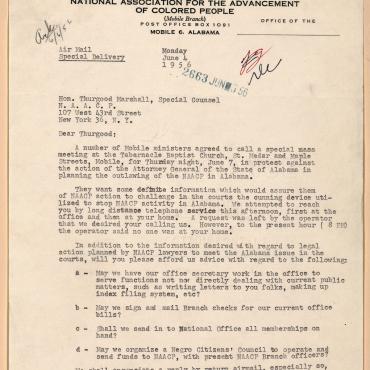 NATIONAL ASSOCIATION FOR THE ADVANCEMENT
OF COLORED PEOPLE
(Mobile Branch)
POST OFFICE BOX 1091
MOBILE 6, ALABAMA
OFFICE OF THE
Air Mail
Special Delivery
Monday
June 4
1956
2663 JUN 56
Hon. Thurgood Marshall, Special Counsel
N. A. A. C. P.
107 West 43rd Street
New York 36, N. Y.
Dear Thurgood:
A number of Mobile ministers agreed to call a special mass
meeting at the Tabernacle Baptist Church, St. Madar and Maple
Streets, Mobile, for Thursday night, June 7, in protest against
the action of the Attorney General of the State of Alabama in
planning the outlawing of the NAACP in Alabama.
They want some definite information which would assure them
of NAACP action to challenge in the courts the cunning device uti-
lized to stop NAACP activity in Alabama. We attempted to reach
you by long distance telephone service this afternoon, first at the
office and then at your home. A request was left by the operator
that we desired your calling us. However, to the present hour ( 8 PM)
the operator said no one was at your home.
In addition to the information desired with regard to legal
action planned by NAACP lawyers to meet the Alabama issue in the
courts, will you please afford us advice with regard to the following:
a - May we have our office secretary work in the office to
serve functions not now directly dealing with current public
matters, such as writing letters to you folks, making up
index filing system, etc?
b - May we sign and mail Branch checks for our current office
bills?
c - Shall we send in to National Office all memberships on
hand?
d - May we organize a Negro Citizens' Council to operate and
send funds to NAACP, with present NAACP Branch officers?
We shall appreciate a reply by return airmail, especially so,